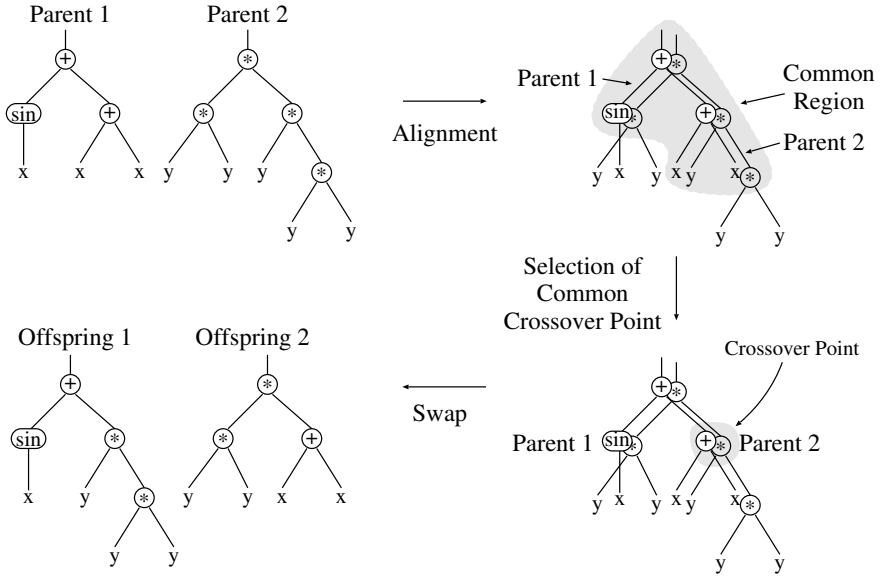 Parent 1
Parent 2
+
*
sin
+
*
*
x
x
x
y
y
y
*
y
y
Alignment
Parent 1
+
*
Common
Region
sin
*
+
*
Parent 2
y
x
y
x
y
x
*
y
y
Selection of
Common
Crossover Point
Offspring 1
Offspring 2
+
*
sin
*
*
+
x
y
*
y
y
x
x
y
y
Swap
Crossover Point
+
*
Parent 1
sin
*
+
*
Parent 2
y
x
y
x
y
x
*
y
y